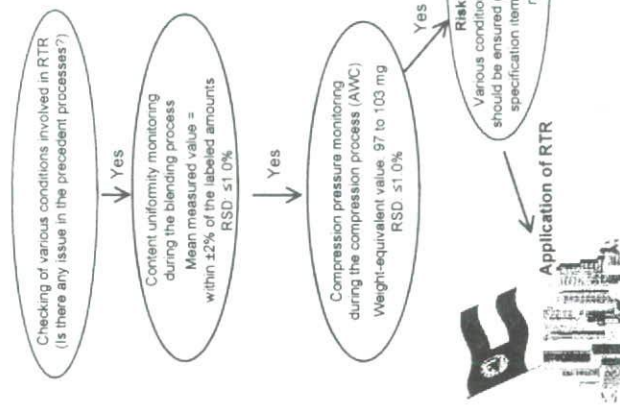 Checking of various conditions involved in RTR
(Is there any issue in the precedent processes?)
Yes
Content uniformity monitoring
during the blending process
Mean measured value =
within ±2% of the labeled amounts
RSD: ≤1.0%
Yes
Compression pressure monitoring
during the compression process (AWC)
Weight-equivalent value: 97 to 103 mg
RSD: ≤1.0%
Yes
Risk
Various condition
should be ensured
specification item
Application of RTR